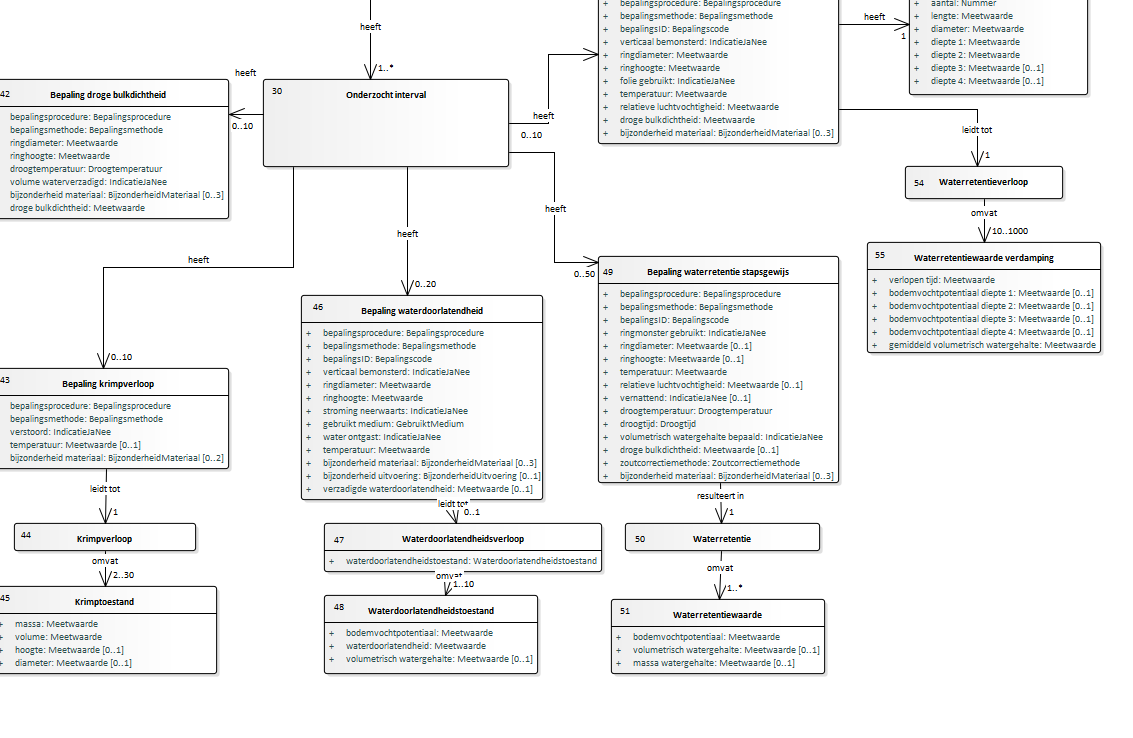 heeft
1..*
bepalingsprocedure: Bepalingsprocedure
+ bepalingsmethode: Bepalingsmethode
+ bepalingsID: Bepalingscode
+ verticaal bemonsterd: IndicatieJaNee
+ ringdiameter: Meetwaarde
+ ringhoogte: Meetwaarde
+ folie gebruikt: IndicatieJaNee
+ temperatuur: Meetwaarde
+ relatieve luchtvochtigheid: Meetwaarde
+ droge bulkdichtheid: Meetwaarde
+ bijzonderheid materiaal: BijzonderheidMateriaal [0..3]
heeft
1
aantal: Nummer
+ lengte: Meetwaarde
+ diameter: Meetwaarde
+ diepte 1: Meetwaarde
+ diepte 2: Meetwaarde
+ diepte 3: Meetwaarde [0..1]
+ diepte 4: Meetwaarde [0..1]
42 Bepaling droge bulkdichtheid
bepalingsprocedure: Bepalingsprocedure
bepalingsmethode: Bepalingsmethode
ringdiameter: Meetwaarde
ringhoogte: Meetwaarde
droogtemperatuur: Droogtemperatuur
volume waterverzadigd: IndicatieJaNee
bijzonderheid materiaal: BijzonderheidMateriaal [0..3]
droge bulkdichtheid: Meetwaarde
heeft
0..10
30 Onderzocht interval
heeft
0..10
leidt tot
1
54 Waterretentieverloop
omvat
10..1000
55 Waterretentiewaarde verdamping
+ verlopen tijd: Meetwaarde
+ bodemvochtpotentiaal diepte 1: Meetwaarde [0..1]
+ bodemvochtpotentiaal diepte 2: Meetwaarde [0..1]
+ bodemvochtpotentiaal diepte 3: Meetwaarde [0..1]
+ bodemvochtpotentiaal diepte 4: Meetwaarde [0..1]
+ gemiddeld volumetrisch watergehalte: Meetwaarde
heeft
0..10
heeft
0..20
heeft
0..50
43 Bepaling krimpverloop
bepalingsprocedure: Bepalingsprocedure
bepalingsmethode: Bepalingsmethode
verstoord: IndicatieJaNee
temperatuur: Meetwaarde [0..1]
bijzonderheid materiaal: BijzonderheidMateriaal [0..2]
leidt tot
1
44 Krimpverloop
omvat
2..30
45 Krimptoestand
+ massa: Meetwaarde
+ volume: Meetwaarde
+ hoogte: Meetwaarde [0..1]
+ diameter: Meetwaarde [0..1]
46 Bepaling waterdoorlatendheid
+ bepalingsprocedure: Bepalingsprocedure
+ bepalingsmethode: Bepalingsmethode
+ bepalingsID: Bepalingscode
+ verticaal bemonsterd: IndicatieJaNee
+ ringdiameter: Meetwaarde
+ ringhoogte: Meetwaarde
+ stroming neerwaarts: IndicatieJaNee
+ gebruikt medium: GebruiktMedium
+ water ontgast: IndicatieJaNee
+ temperatuur: Meetwaarde
+ bijzonderheid materiaal: BijzonderheidMateriaal [0..3]
+ bijzonderheid uitvoering: BijzonderheidUitvoering [0..1]
+ verzadigde waterdoorlatendheid: Meetwaarde [0..1]
leidt tot
0..1
47 Waterdoorlatendheidsverloop
+ waterdoorlatendheidstoestand: Waterdoorlatendheidstoestand
omvat
1..10
48 Waterdoorlatendheidstoestand
+ bodemvochtpotentiaal: Meetwaarde
+ waterdoorlatendheid: Meetwaarde
+ volumetrisch watergehalte: Meetwaarde [0..1]
49 Bepaling waterretentie stapsgewijs
+ bepalingsprocedure: Bepalingsprocedure
+ bepalingsmethode: Bepalingsmethode
+ bepalingsID: Bepalingscode
+ ringmonster gebruikt: IndicatieJaNee
+ ringdiameter: Meetwaarde [0..1]
+ ringhoogte: Meetwaarde [0..1]
+ temperatuur: Meetwaarde
+ relatieve luchtvochtigheid: Meetwaarde [0..1]
+ vernattend: IndicatieJaNee [0..1]
+ droogtemperatuur: Droogtemperatuur
+ droogtijd: Droogtijd
+ volumetrisch watergehalte bepaald: IndicatieJaNee
+ droge bulkdichtheid: Meetwaarde [0..1]
+ zoutcorrectiemethode: Zoutcorrectiemethode
+ bijzonderheid materiaal: BijzonderheidMateriaal [0..3]
resulteert in
1
50 Waterretentie
omvat
1..*
51 Waterretentiewaarde
+ bodemvochtpotentiaal: Meetwaarde
+ volumetrisch watergehalte: Meetwaarde [0..1]
+ massa watergehalte: Meetwaarde [0..1]